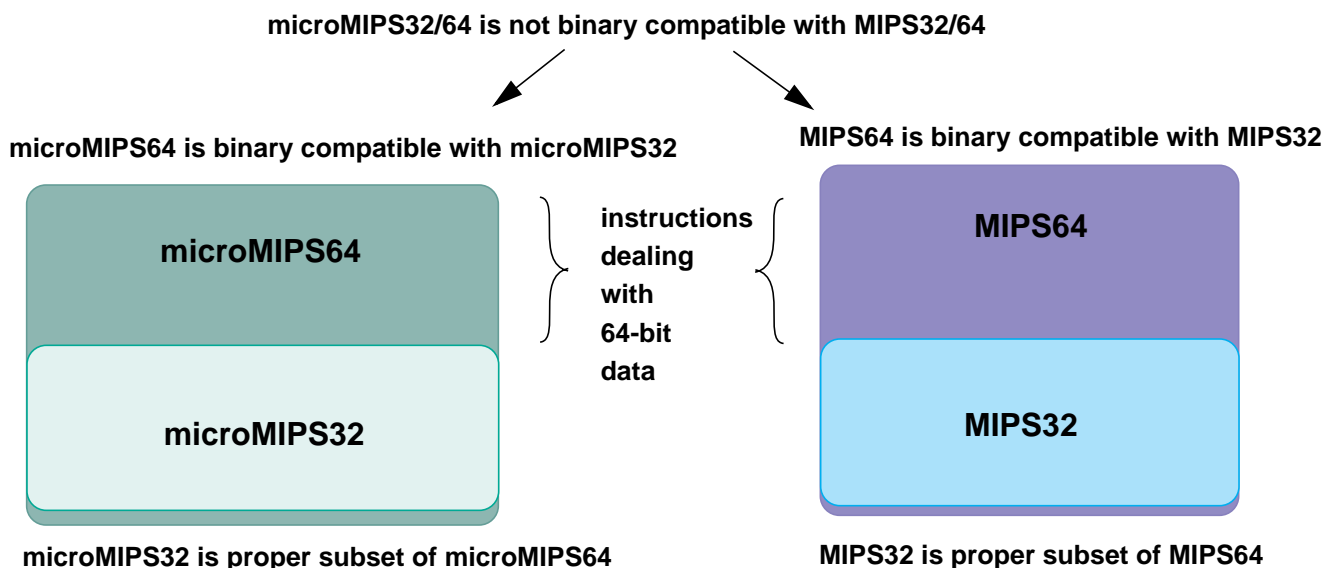 microMIPS32/64 is not binary compatible with MIPS32/64
microMIPS64 is binary compatible with microMIPS32
MIPS64 is binary compatible with MIPS32
microMIPS64
instructions
dealing
with
64-bit
data
MIPS64
microMIPS32
MIPS32
microMIPS32 is proper subset of microMIPS64
MIPS32 is proper subset of MIPS64